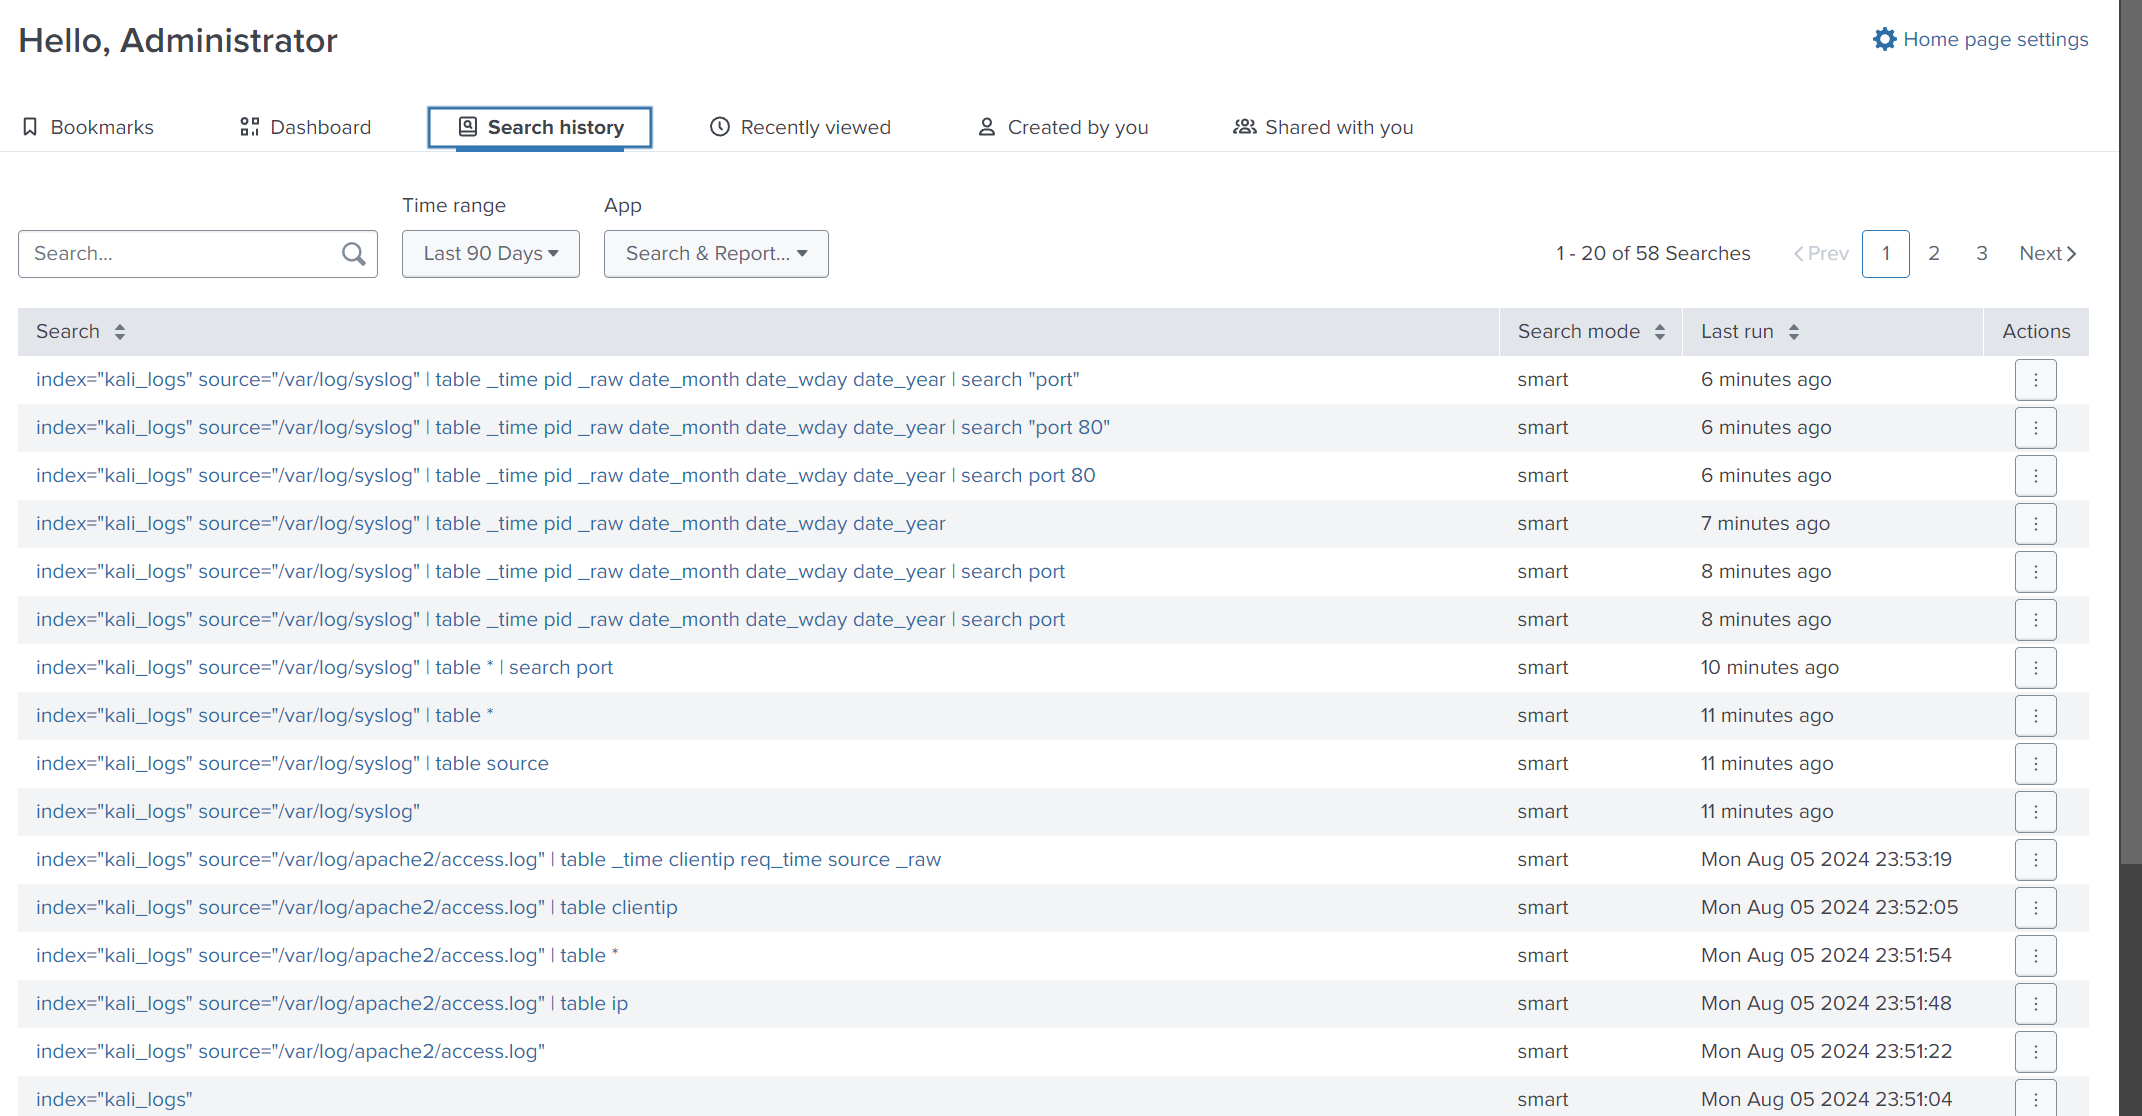 Hello, Administrator
Home page settings
Bookmarks Dashboard Search history Recently viewed Created by you Shared with you
Time range App
Search... Last 90 Days Search & Report... 1 - 20 of 58 Searches Prev 1 2 3 Next
Search Search mode Last run Actions
index="kali_logs" source="/var/log/syslog" | table _time pid _raw date_month date_wday date_year | search "port" smart 6 minutes ago
index="kali_logs" source="/var/log/syslog" | table _time pid _raw date_month date_wday date_year | search "port 80" smart 6 minutes ago
index="kali_logs" source="/var/log/syslog" | table _time pid _raw date_month date_wday date_year | search port 80 smart 6 minutes ago
index="kali_logs" source="/var/log/syslog" | table _time pid _raw date_month date_wday date_year smart 7 minutes ago
index="kali_logs" source="/var/log/syslog" | table _time pid _raw date_month date_wday date_year | search port smart 8 minutes ago
index="kali_logs" source="/var/log/syslog" | table _time pid _raw date_month date_wday date_year | search port smart 8 minutes ago
index="kali_logs" source="/var/log/syslog" | table * | search port smart 10 minutes ago
index="kali_logs" source="/var/log/syslog" | table * smart 11 minutes ago
index="kali_logs" source="/var/log/syslog" | table source smart 11 minutes ago
index="kali_logs" source="/var/log/syslog" smart 11 minutes ago
index="kali_logs" source="/var/log/apache2/access.log" | table _time clientip req_time source _raw smart Mon Aug 05 2024 23:53:19
index="kali_logs" source="/var/log/apache2/access.log" | table clientip smart Mon Aug 05 2024 23:52:05
index="kali_logs" source="/var/log/apache2/access.log" | table * smart Mon Aug 05 2024 23:51:54
index="kali_logs" source="/var/log/apache2/access.log" | table ip smart Mon Aug 05 2024 23:51:48
index="kali_logs" source="/var/log/apache2/access.log" smart Mon Aug 05 2024 23:51:22
index="kali_logs" smart Mon Aug 05 2024 23:51:04